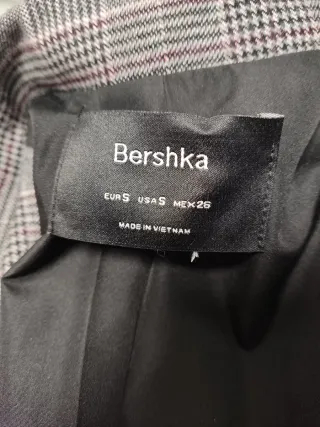 Bershka
EUR S USA S MEX 26
MADE IN VIETNAM